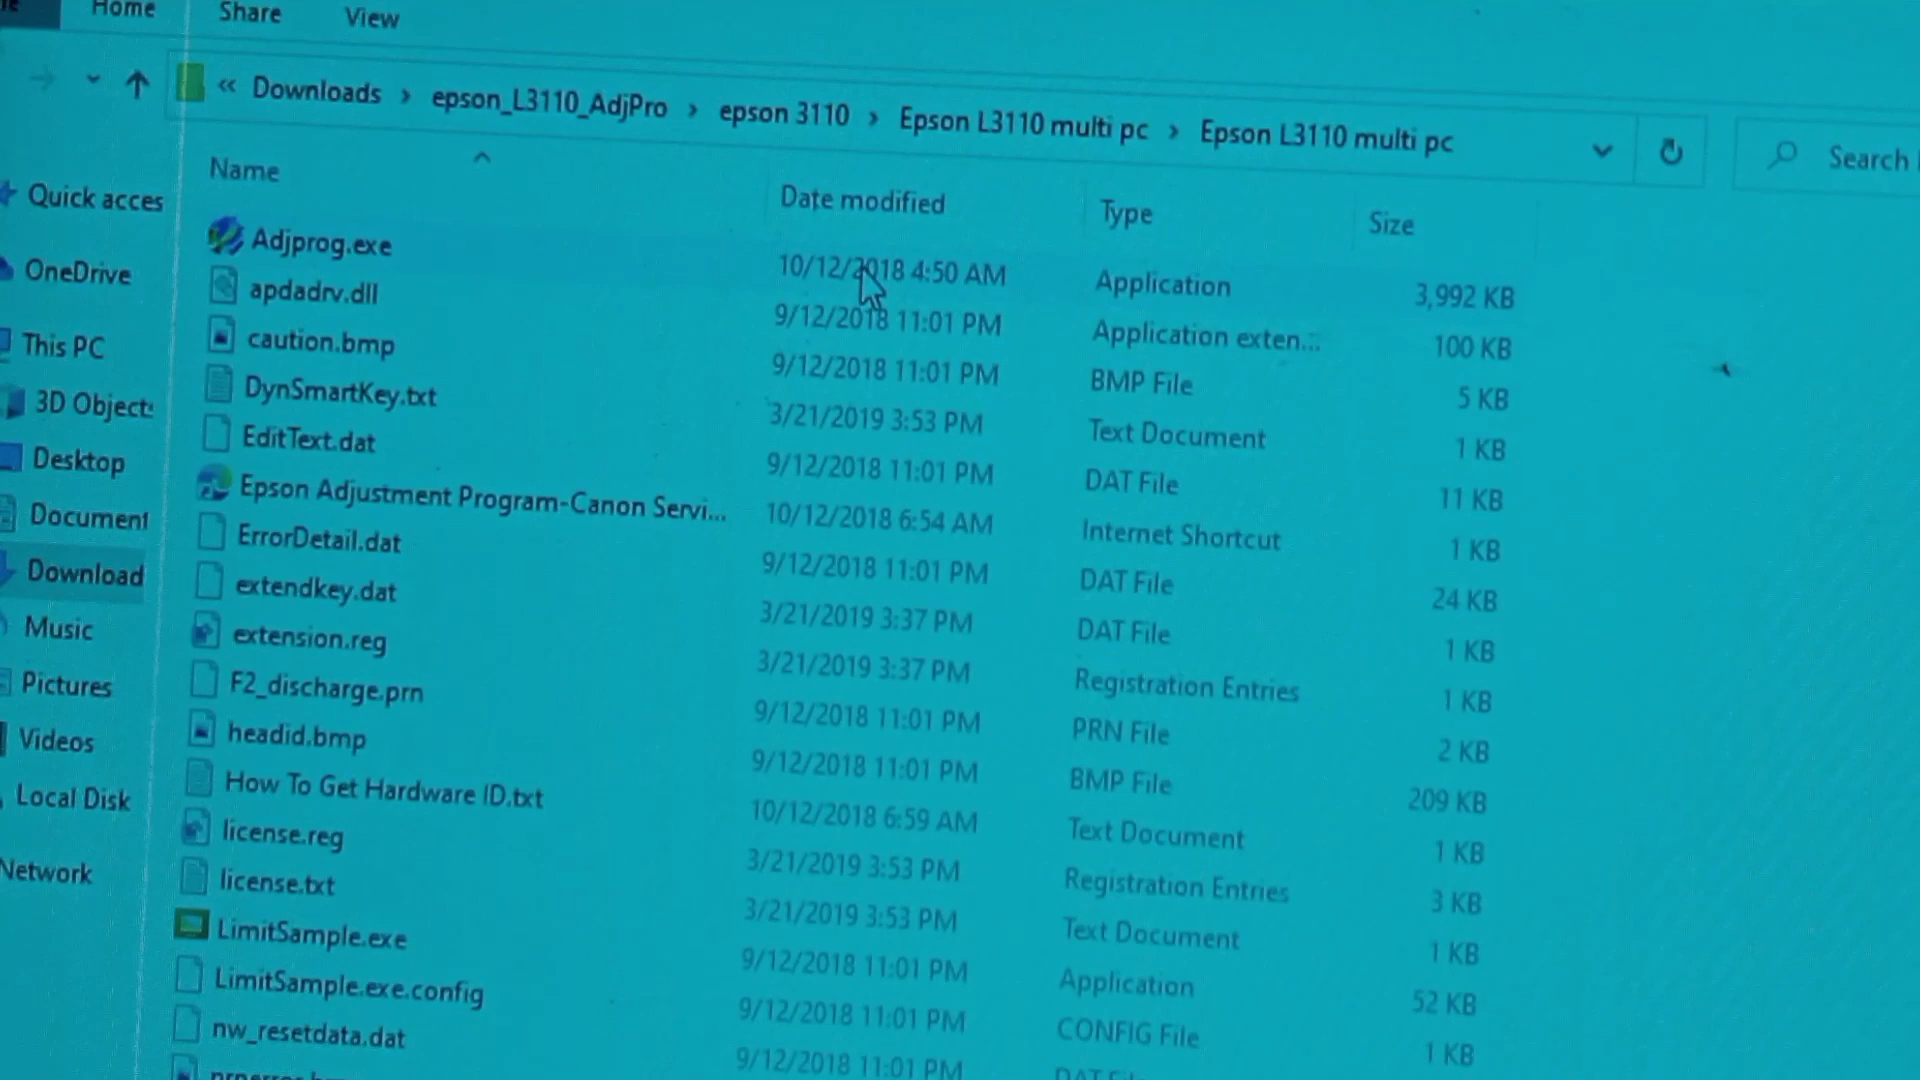 Home Share View
« Downloads › epson_L3110_AdjPro › epson 3110 › Epson L3110 multi pc › Epson L3110 multi pc
Search
Name Date modified Type Size
Quick acces
OneDrive
This PC
3D Object
Desktop
Document
Download
Music
Pictures
Videos
Local Disk
Network
Adjprog.exe 10/12/2018 4:50 AM Application 3,992 KB
apdadrv.dll 9/12/2018 11:01 PM Application exten... 100 KB
caution.bmp 9/12/2018 11:01 PM BMP File 5 KB
DynSmartKey.txt 3/21/2019 3:53 PM Text Document 1 KB
EditText.dat 9/12/2018 11:01 PM DAT File 11 KB
Epson Adjustment Program-Canon Servi... 10/12/2018 6:54 AM Internet Shortcut 1 KB
ErrorDetail.dat 9/12/2018 11:01 PM DAT File 24 KB
extendkey.dat 3/21/2019 3:37 PM DAT File 1 KB
extension.reg 3/21/2019 3:37 PM Registration Entries 1 KB
F2_discharge.prn 9/12/2018 11:01 PM PRN File 2 KB
headid.bmp 9/12/2018 11:01 PM BMP File 209 KB
How To Get Hardware ID.txt 10/12/2018 6:59 AM Text Document 1 KB
license.reg 3/21/2019 3:53 PM Registration Entries 3 KB
license.txt 3/21/2019 3:53 PM Text Document 1 KB
LimitSample.exe 9/12/2018 11:01 PM Application 52 KB
LimitSample.exe.config 9/12/2018 11:01 PM CONFIG File 1 KB
nw_resetdata.dat 9/12/2018 11:01 PM